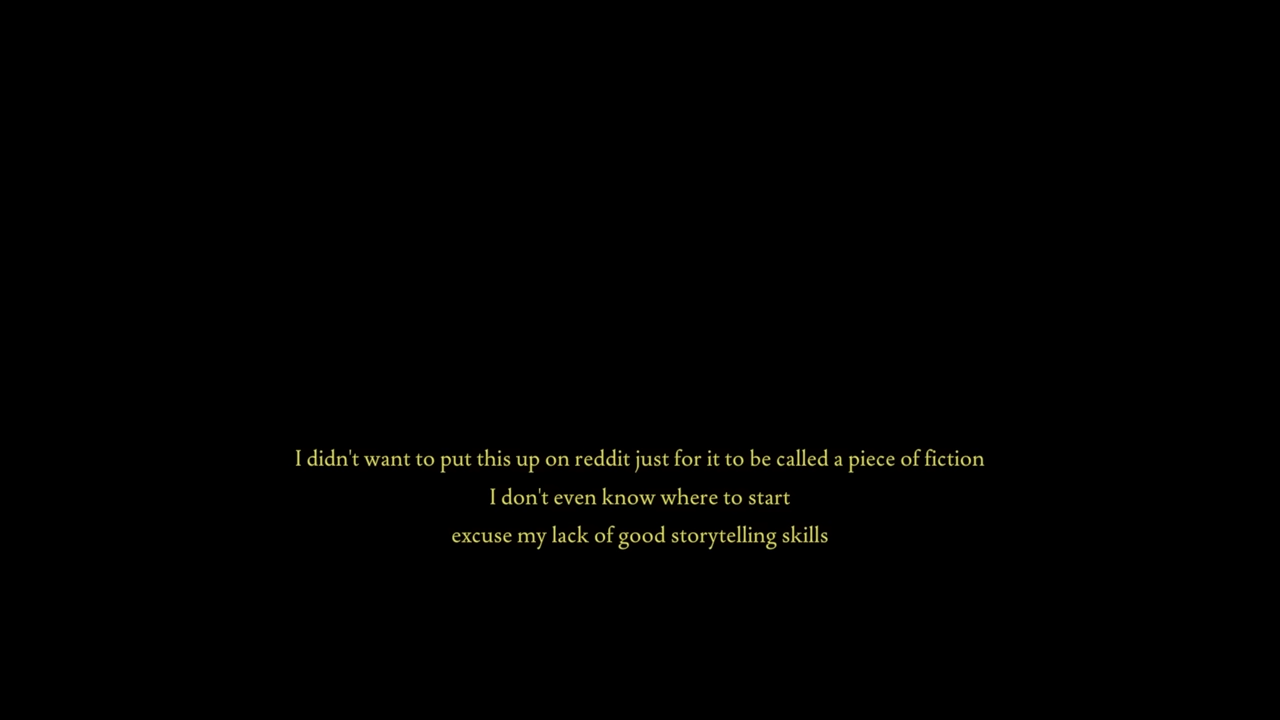 I didn't want to put this up on reddit just for it to be called a piece of fiction
I don't even know where to start
excuse my lack of good storytelling skills